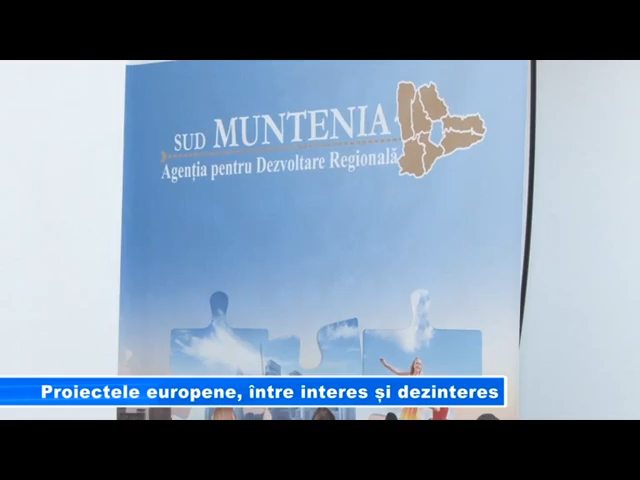 SUD MUNTENIA
Agenția pentru Dezvoltare Regională
Proiectele europene, între interes și dezinteres